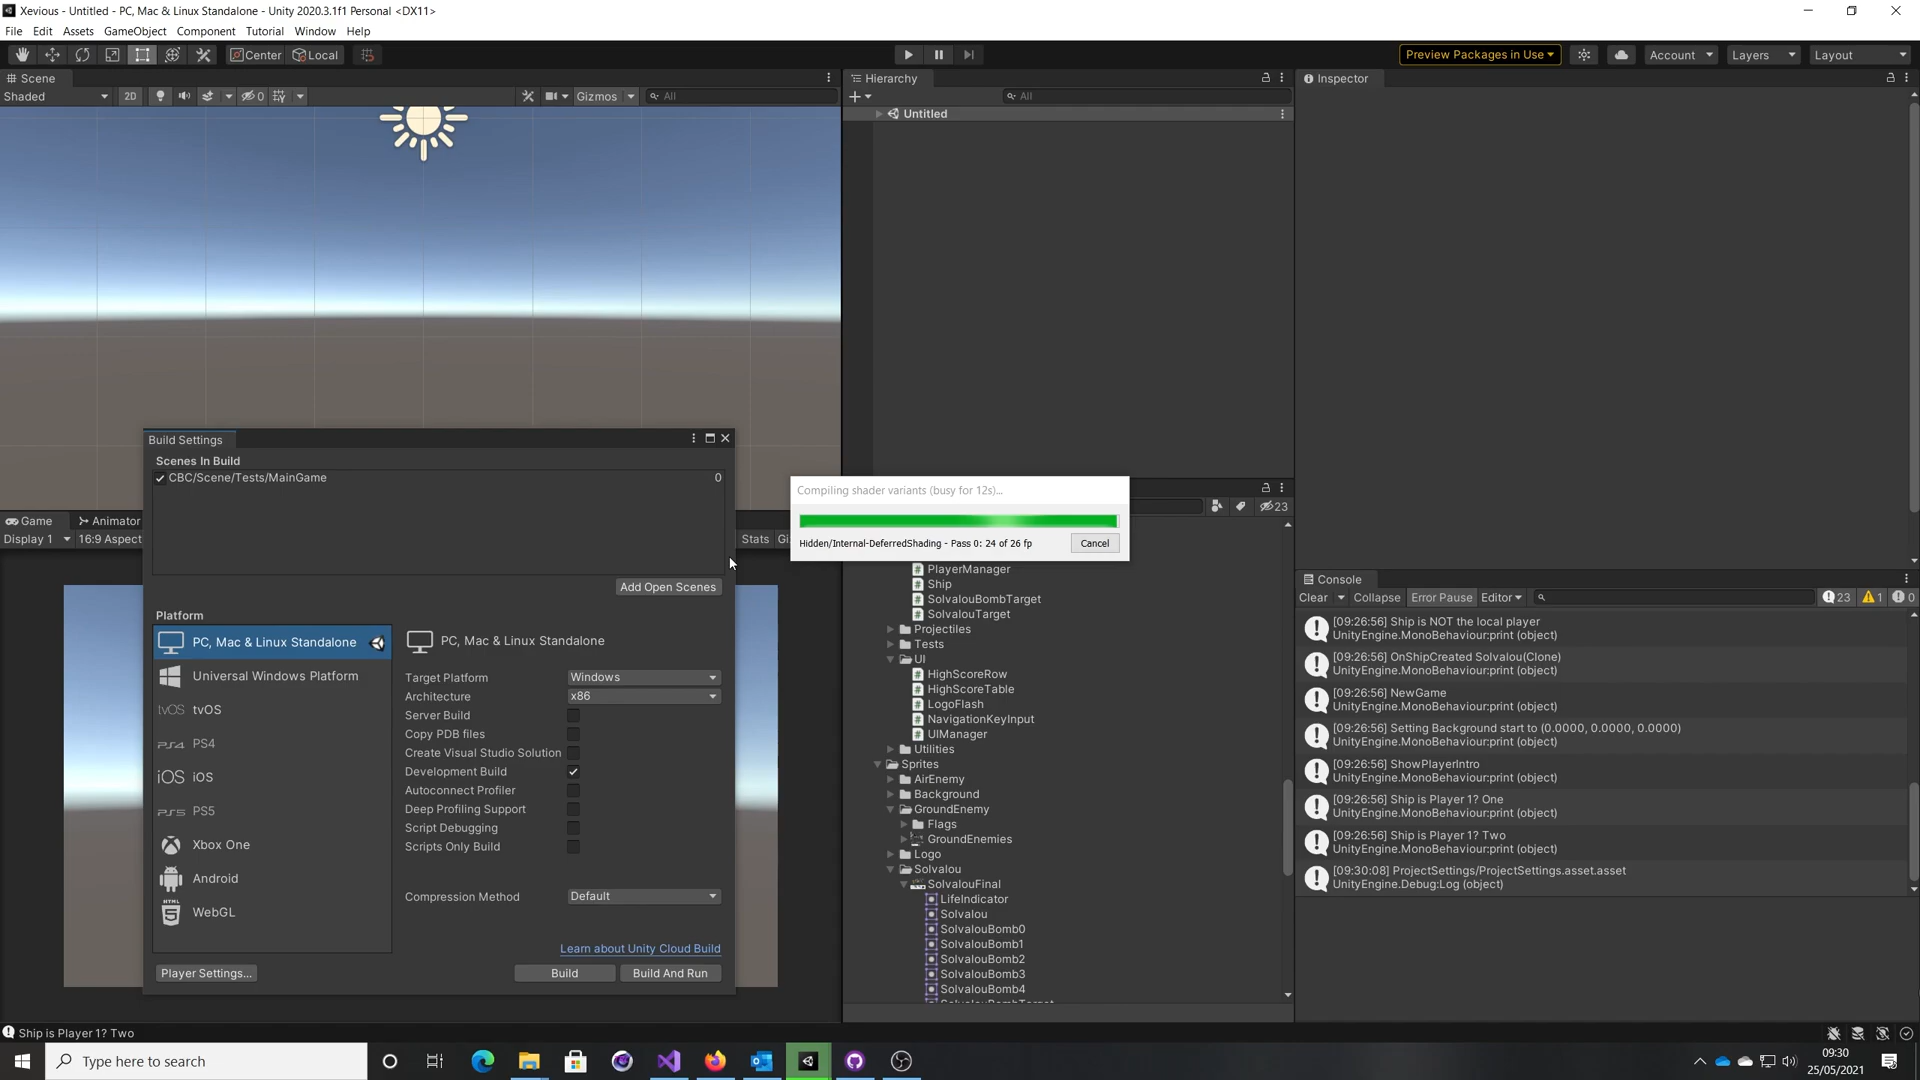 Xevious - Untitled - PC, Mac & Linux Standalone - Unity 2020.3.1f1 Personal <DX11>
File Edit Assets GameObject Component Tutorial Window Help
Center Local
Preview Packages in Use Account Layers Layout
Scene
Shaded 2D 0 Gizmos All
Hierarchy
All
Untitled
Inspector
Build Settings
Scenes In Build
CBC/Scene/Tests/MainGame 0
Add Open Scenes
Platform
PC, Mac & Linux Standalone
Universal Windows Platform
tvOS tvOS
PS4 PS4
iOS iOS
PS5 PS5
Xbox One
Android
HTML 5 WebGL
Player Settings...
PC, Mac & Linux Standalone
Target Platform Windows
Architecture x86
Server Build
Copy PDB files
Create Visual Studio Solution
Development Build
Autoconnect Profiler
Deep Profiling Support
Script Debugging
Scripts Only Build
Compression Method Default
Learn about Unity Cloud Build
Build Build And Run
Game Animator
Display 1 16:9 Aspect
Stats Gi
Compiling shader variants (busy for 12s)...
Hidden/Internal-DeferredShading - Pass 0: 24 of 26 fp
Cancel
23
PlayerManager
Ship
SolvalouBombTarget
SolvalouTarget
Projectiles
Tests
UI
HighScoreRow
HighScoreTable
LogoFlash
NavigationKeyInput
UIManager
Utilities
Sprites
AirEnemy
Background
GroundEnemy
Flags
GroundEnemies
Logo
Solvalou
SolvalouFinal
LifeIndicator
Solvalou
SolvalouBomb0
SolvalouBomb1
SolvalouBomb2
SolvalouBomb3
SolvalouBomb4
SolvalouBombTarget
Console
Clear Collapse Error Pause Editor 23 1 0
[09:26:56] Ship is NOT the local player
UnityEngine.MonoBehaviour:print (object)
[09:26:56] OnShipCreated Solvalou(Clone)
UnityEngine.MonoBehaviour:print (object)
[09:26:56] NewGame
UnityEngine.MonoBehaviour:print (object)
[09:26:56] Setting Background start to (0.0000, 0.0000, 0.0000)
UnityEngine.MonoBehaviour:print (object)
[09:26:56] ShowPlayerIntro
UnityEngine.MonoBehaviour:print (object)
[09:26:56] Ship is Player 1? One
UnityEngine.MonoBehaviour:print (object)
[09:26:56] Ship is Player 1? Two
UnityEngine.MonoBehaviour:print (object)
[09:30:08] ProjectSettings/ProjectSettings.asset.asset
UnityEngine.Debug:Log (object)
Ship is Player 1? Two
Type here to search
09:30
25/05/2021